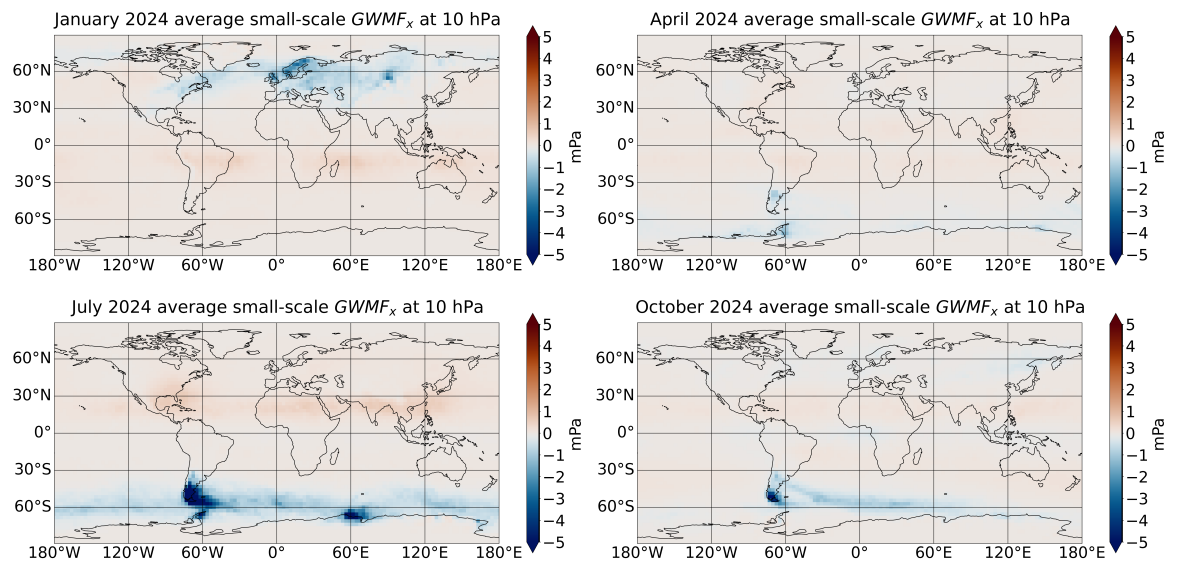 January 2024 average small-scale GWMFx at 10 hPa
60°N
30°N
0°
30°S
60°S
180°W 120°W 60°W 0° 60°E 120°E 180°E
5
4
3
2
1
0
−1
−2
−3
−4
−5
mPa
April 2024 average small-scale GWMFx at 10 hPa
180°W 120°W 60°W 0° 60°E 120°E 180°E
5
4
3
2
1
0
−1
−2
−3
−4
−5
mPa
July 2024 average small-scale GWMFx at 10 hPa
60°N
30°N
0°
30°S
60°S
180°W 120°W 60°W 0° 60°E 120°E 180°E
5
4
3
2
1
0
−1
−2
−3
−4
−5
mPa
October 2024 average small-scale GWMFx at 10 hPa
60°N
30°N
0°
30°S
60°S
180°W 120°W 60°W 0° 60°E 120°E 180°E
5
4
3
2
1
0
−1
−2
−3
−4
−5
mPa